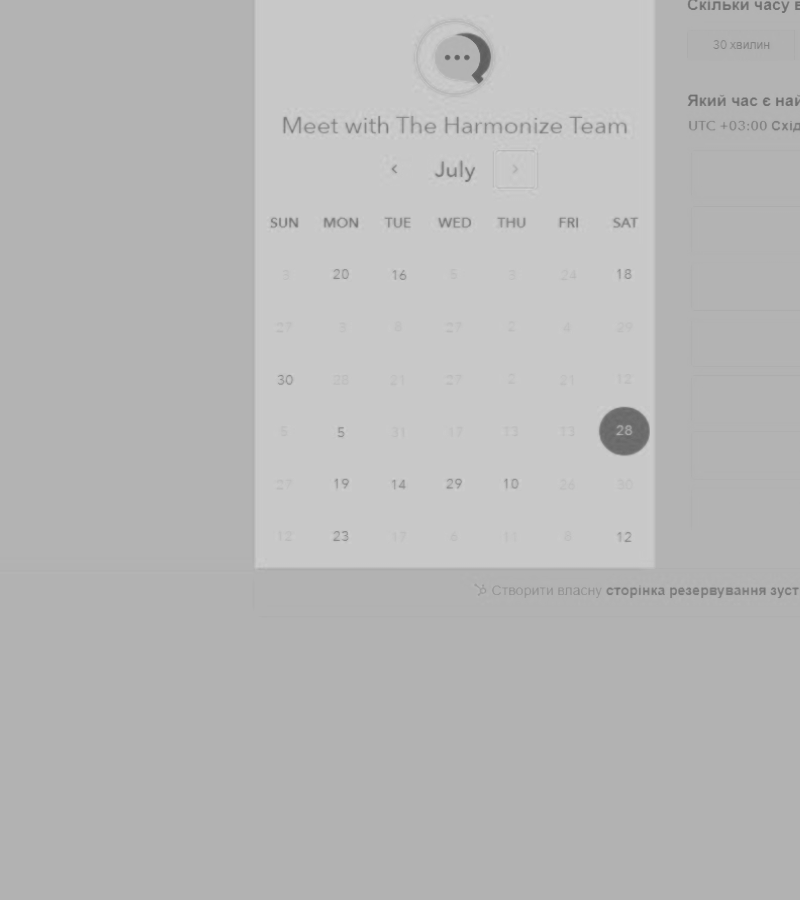 Скільки часу в
30 хвилин
Meet with The Harmonize Team
Який час є най
UTC +03:00 Схід
July
SUN MON TUE WED THU FRI SAT
3 20 16 5 3 24 18
27 3 8 27 2 4 29
30 28 21 27 2 21 12
5 5 31 17 13 13 28
27 19 14 29 10 26 30
12 23 17 6 11 8 12
Створити власну сторінка резервування зуст